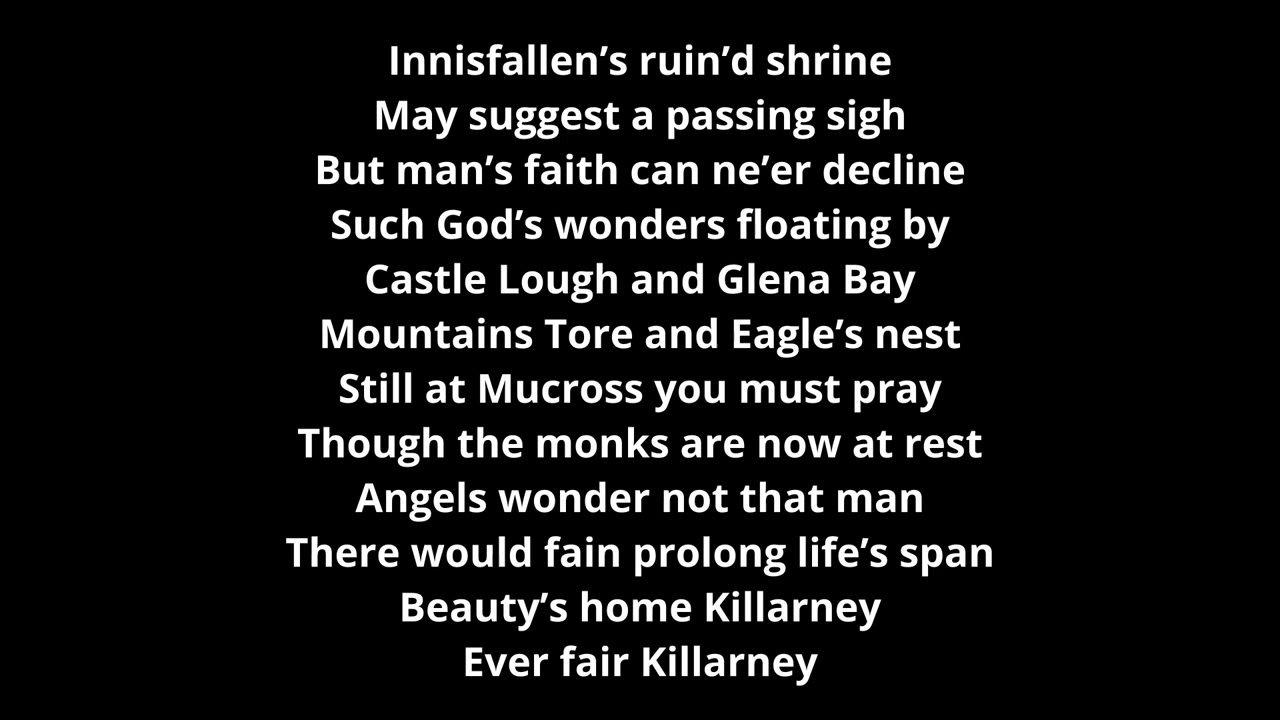 Innisfallen’s ruin’d shrine
May suggest a passing sigh
But man’s faith can ne’er decline
Such God’s wonders floating by
Castle Lough and Glena Bay
Mountains Tore and Eagle’s nest
Still at Mucross you must pray
Though the monks are now at rest
Angels wonder not that man
There would fain prolong life’s span
Beauty’s home Killarney
Ever fair Killarney